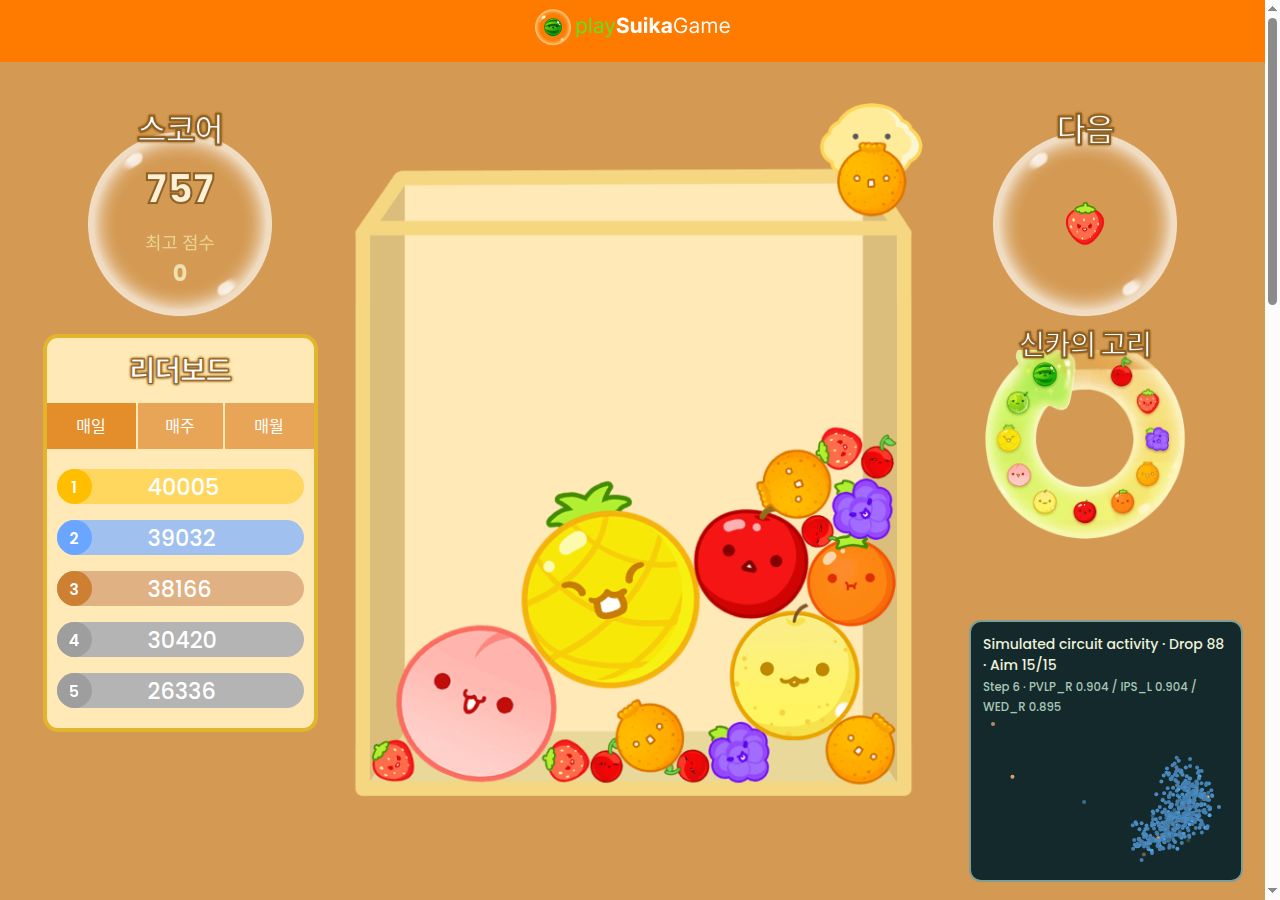 playSuikaGame
스코어
757
최고 점수
0
다음
리더보드
매일
매주
매월
1 40005
2 39032
3 38166
4 30420
5 26336
신카의 고리
Simulated circuit activity · Drop 88
· Aim 15/15
Step 6 · PVLP_R 0.904 / IPS_L 0.904 /
WED_R 0.895